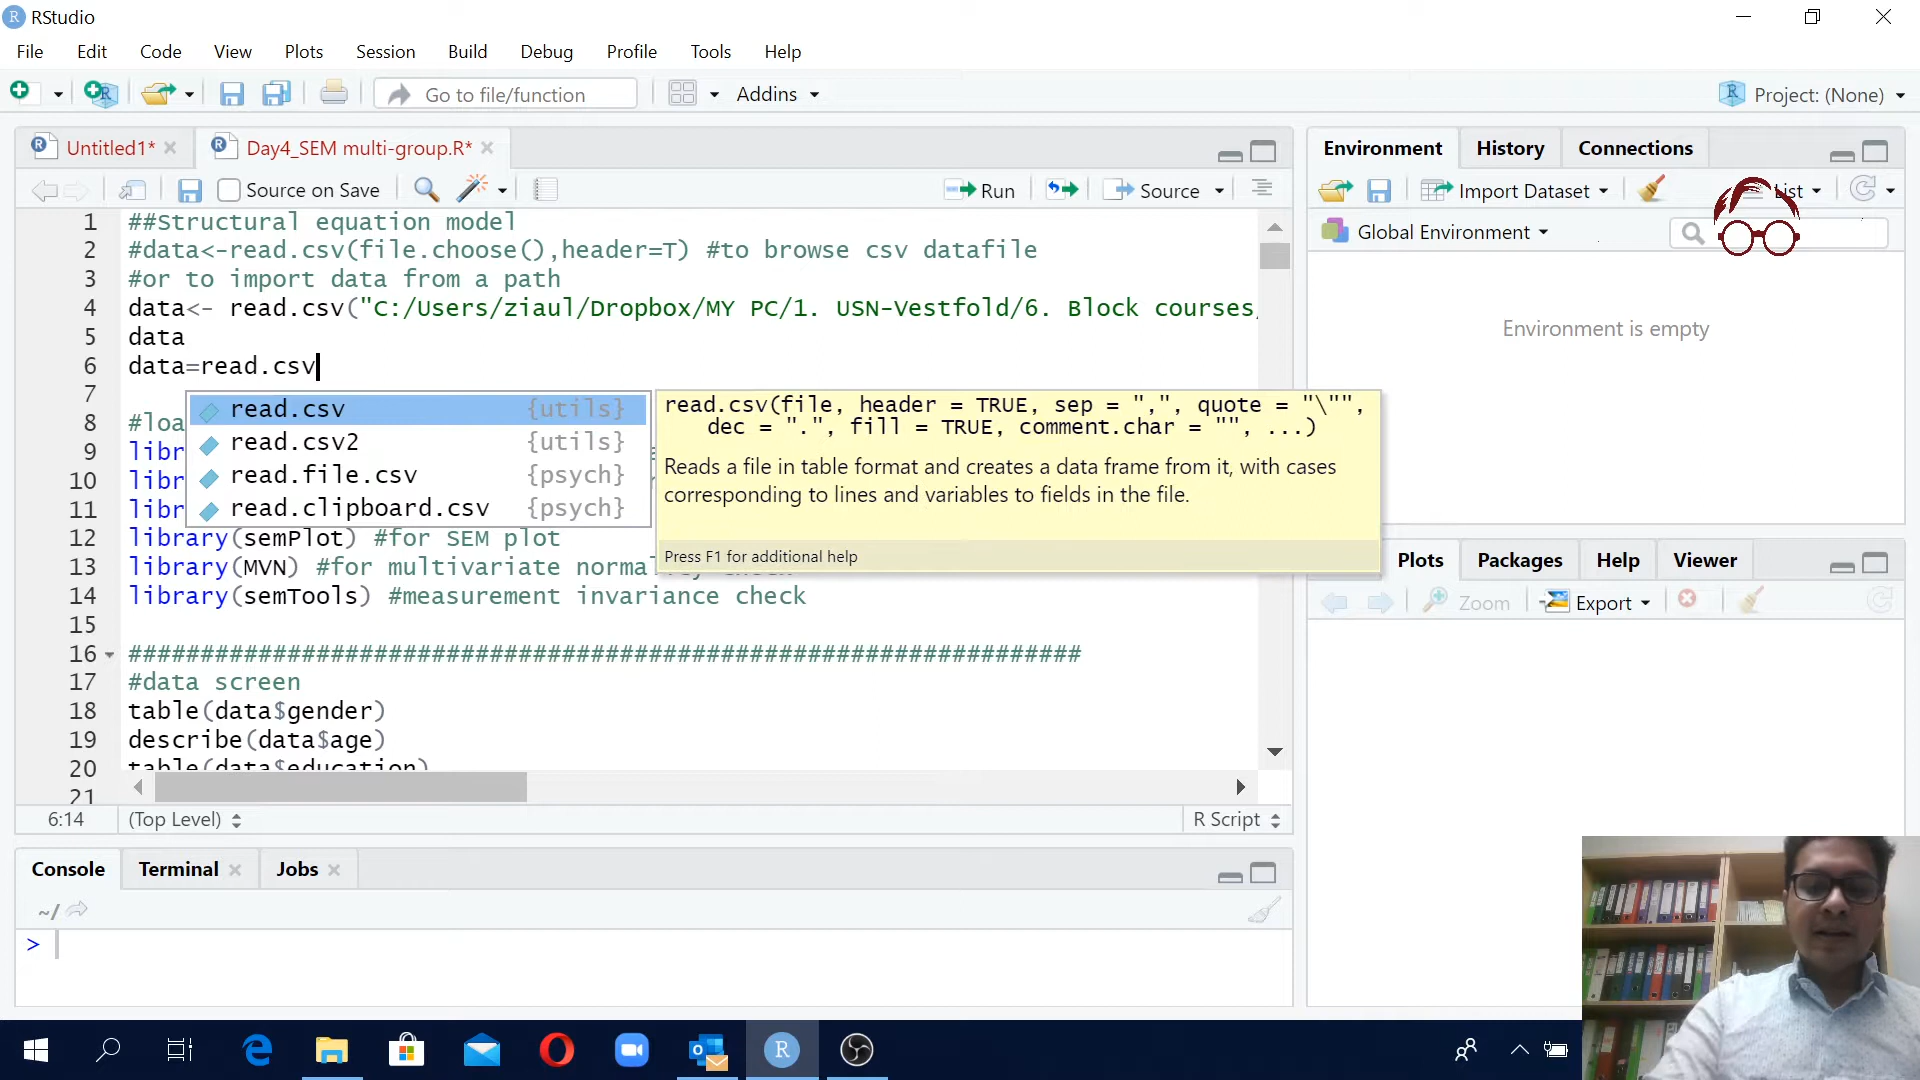 RStudio
File Edit Code View Plots Session Build Debug Profile Tools Help
Go to file/function Addins Project: (None)
Untitled1* Day4_SEM multi-group.R*
Source on Save Run Source
1 ##Structural equation model
2 #data<-read.csv(file.choose(),header=T) #to browse csv datafile
3 #or to import data from a path
4 data<- read.csv("C:/Users/ziaul/Dropbox/MY PC/1. USN-Vestfold/6. Block courses,
5 data
6 data=read.csv
7
8 #loa
9 libr
10 libr
11 libr
12 library(semPlot) #for SEM plot
13 library(MVN) #for multivariate
14 library(semTools) #measurement invariance check
15
16 ##################################################################
17 #data screen
18 table(data$gender)
19 describe(data$age)
20 table(data$education)
21
read.csv {utils}
read.csv2 {utils}
read.file.csv {psych}
read.clipboard.csv {psych}
read.csv(file, header = TRUE, sep = ",", quote = "\"",
dec = ".", fill = TRUE, comment.char = "", ...)
Reads a file in table format and creates a data frame from it, with cases
corresponding to lines and variables to fields in the file.
Press F1 for additional help
6:14 (Top Level) R Script
Console Terminal Jobs
~/
>
Environment History Connections
Import Dataset
Global Environment
Environment is empty
Plots Packages Help Viewer
Zoom Export